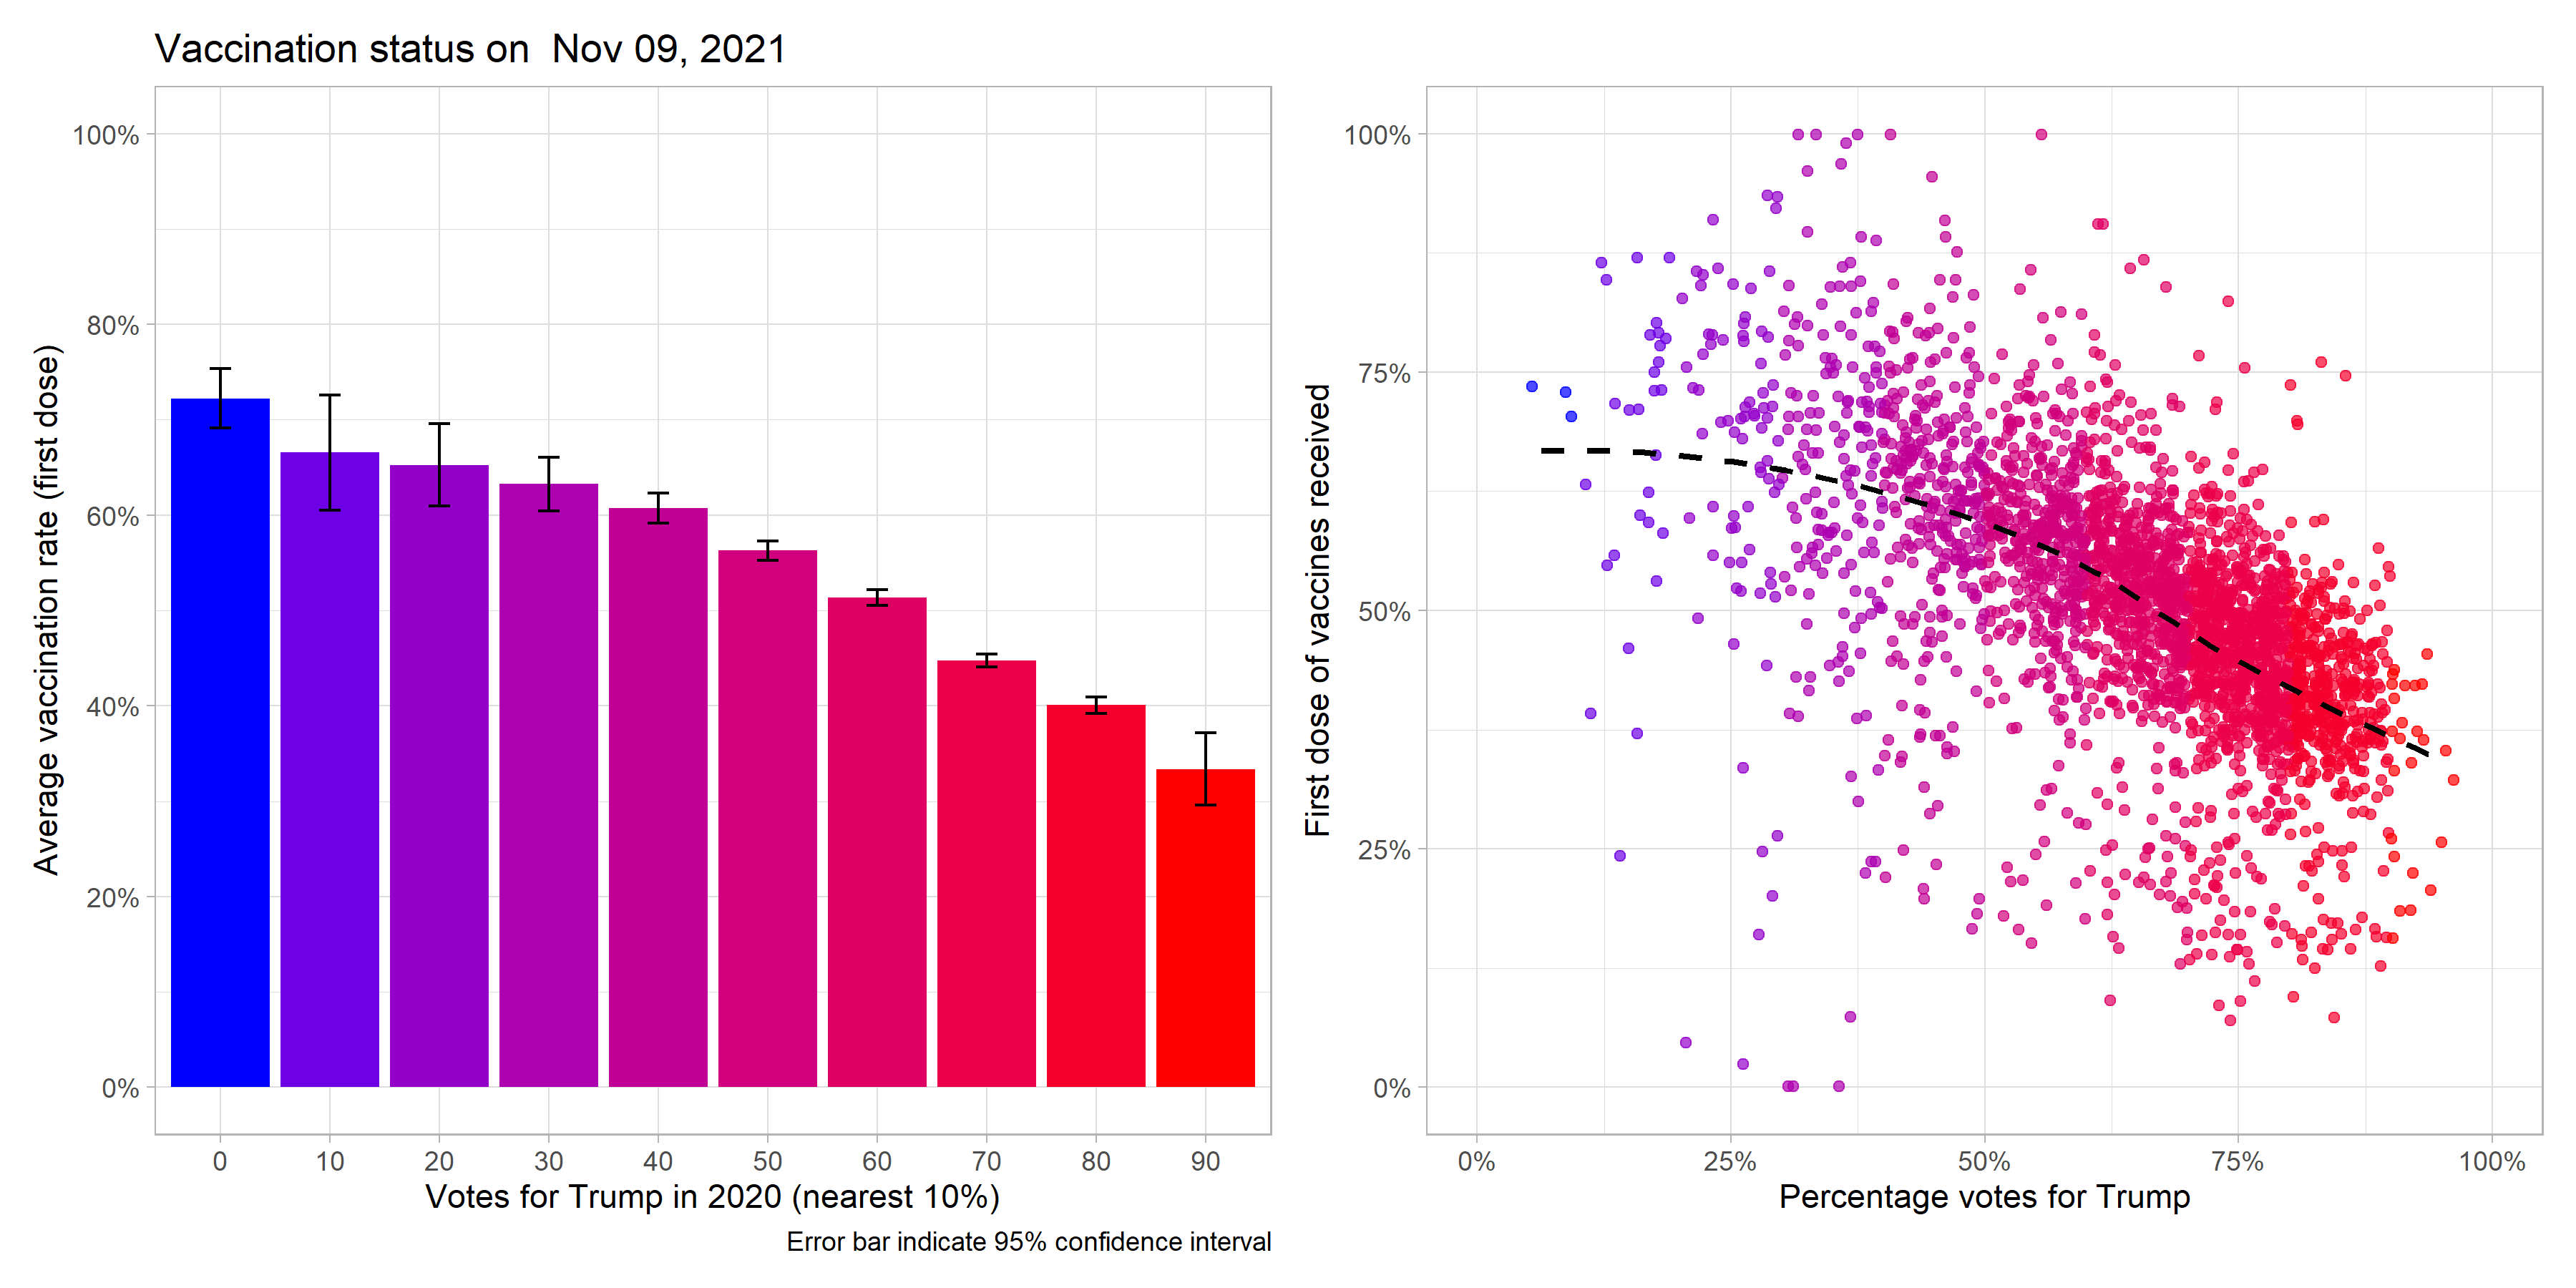 Vaccination status on  Nov 09, 2021
Average vaccination rate (first dose)
100%
80%
60%
40%
20%
0%
0 10 20 30 40 50 60 70 80 90
Votes for Trump in 2020 (nearest 10%)
Error bar indicate 95% confidence interval
First dose of vaccines received
100%
75%
50%
25%
0%
0% 25% 50% 75% 100%
Percentage votes for Trump